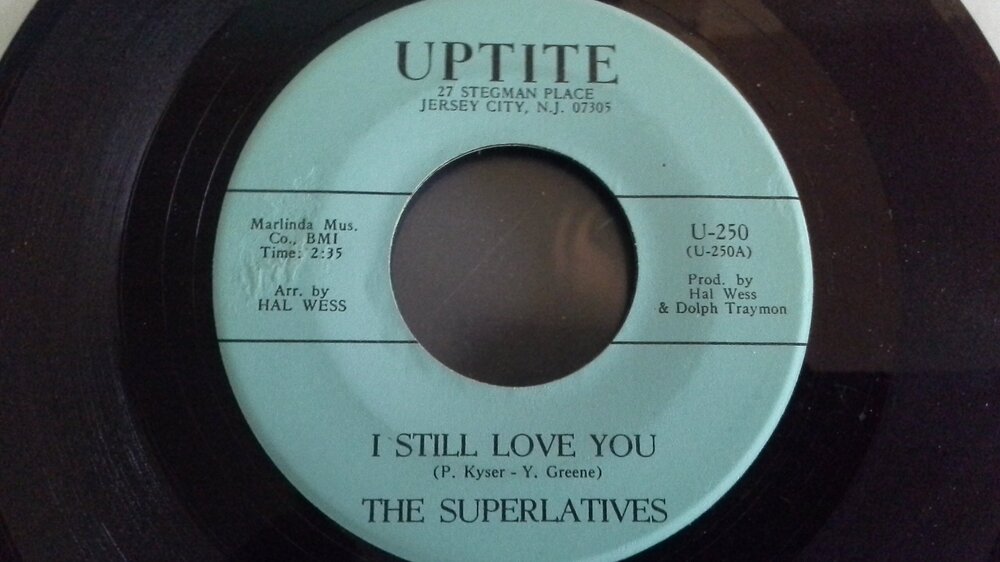 UPTITE
27 STEGMAN PLACE
JERSEY CITY, N.J. 07305
Marlinda Mus.
Co., BMI
Time: 2:35
Arr. by
HAL WESS
U-250
(U-250A)
Prod. by
Hal Wess
& Dolph Traymon
I STILL LOVE YOU
(P. Kyser - Y. Greene)
THE SUPERLATIVES